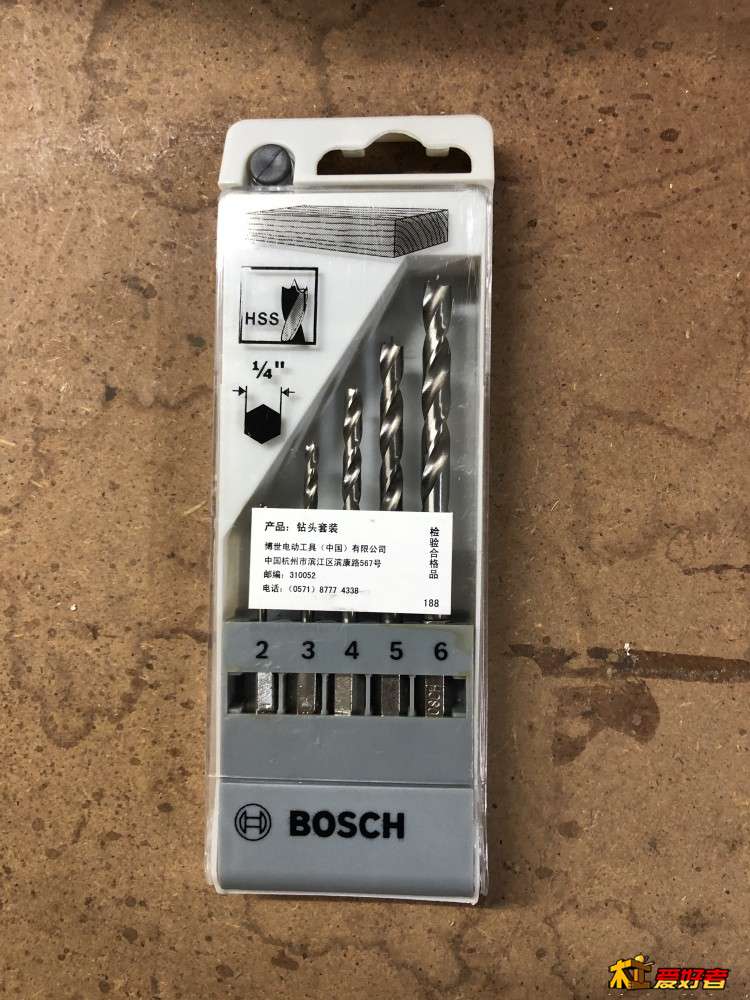 HSS
1/4"
产品：钻头套装
博世电动工具（中国）有限公司
中国杭州市滨江区滨康路567号
邮编：310052
电话：（0571）8777 4338
检验合格品
188
2 3 4 5 6
BOSCH
木工爱好者